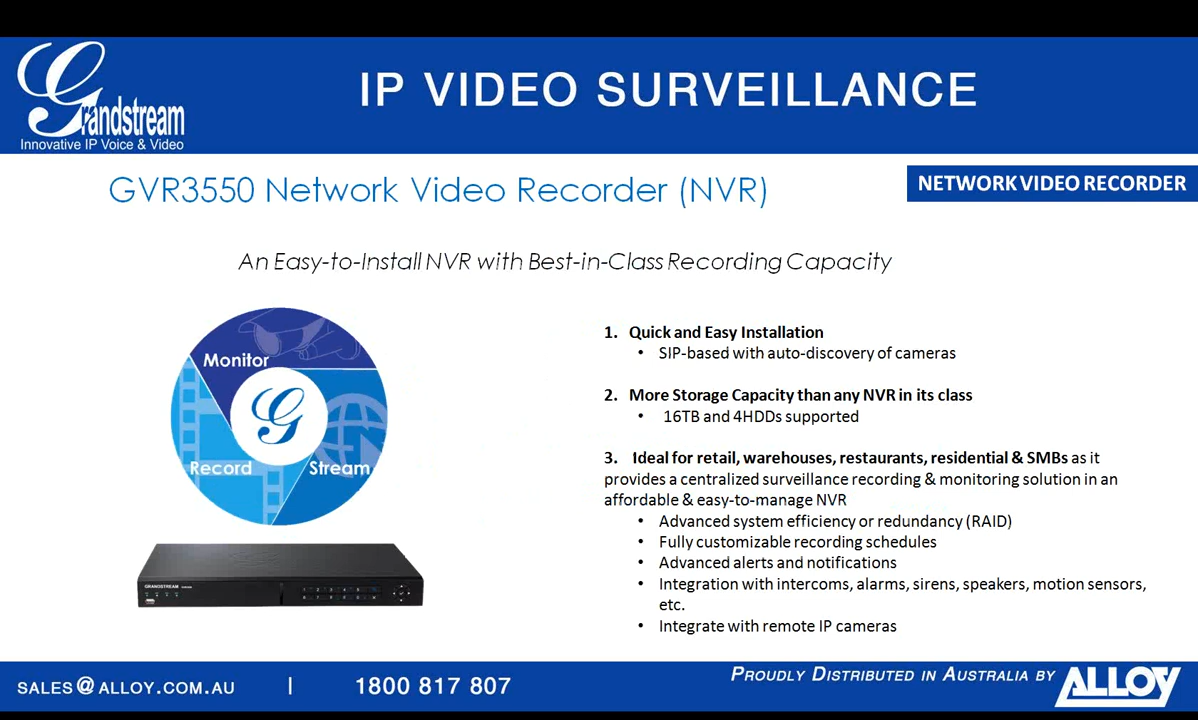 Grandstream
Innovative IP Voice & Video
IP VIDEO SURVEILLANCE
GVR3550 Network Video Recorder (NVR)
NETWORK VIDEO RECORDER
An Easy-to-Install NVR with Best-in-Class Recording Capacity
Monitor
G
Record
Stream
GRANDSTREAM
1. Quick and Easy Installation
• SIP-based with auto-discovery of cameras
2. More Storage Capacity than any NVR in its class
• 16TB and 4HDDs supported
3. Ideal for retail, warehouses, restaurants, residential & SMBs as it
provides a centralized surveillance recording & monitoring solution in an
affordable & easy-to-manage NVR
• Advanced system efficiency or redundancy (RAID)
• Fully customizable recording schedules
• Advanced alerts and notifications
• Integration with intercoms, alarms, sirens, speakers, motion sensors,
etc.
• Integrate with remote IP cameras
SALES@ALLOY.COM.AU | 1800 817 807
PROUDLY DISTRIBUTED IN AUSTRALIA BY ALLOY